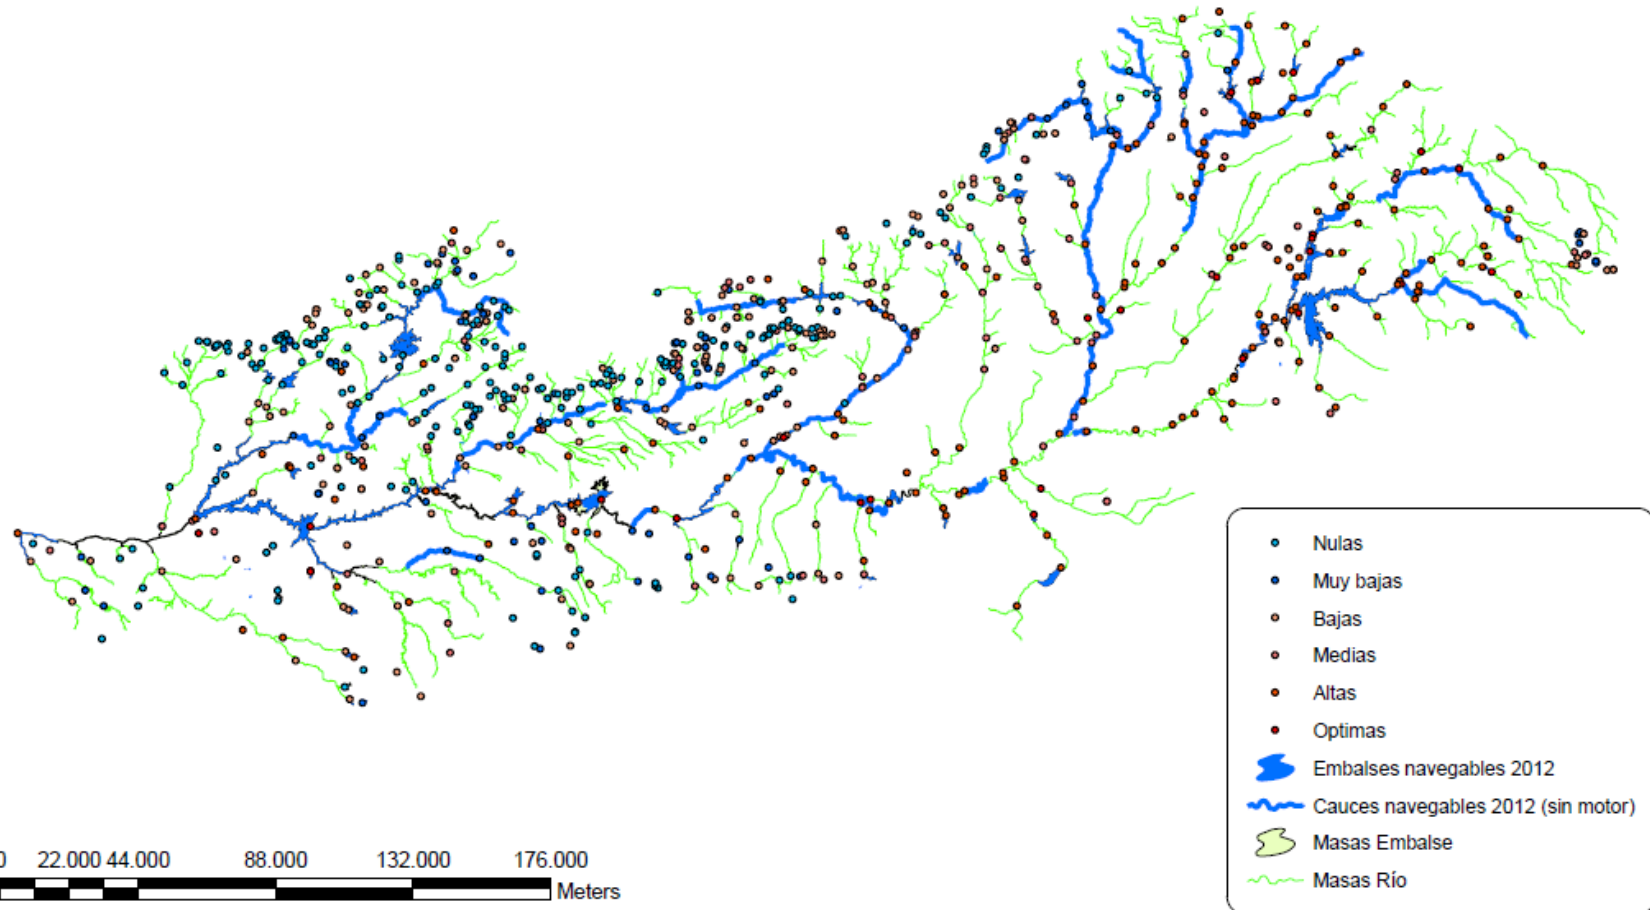 Nulas
Muy bajas
Bajas
Medias
Altas
Optimas
Embalses navegables 2012
Cauces navegables 2012 (sin motor)
Masas Embalse
Masas Río
0 22.000 44.000 88.000 132.000 176.000
Meters